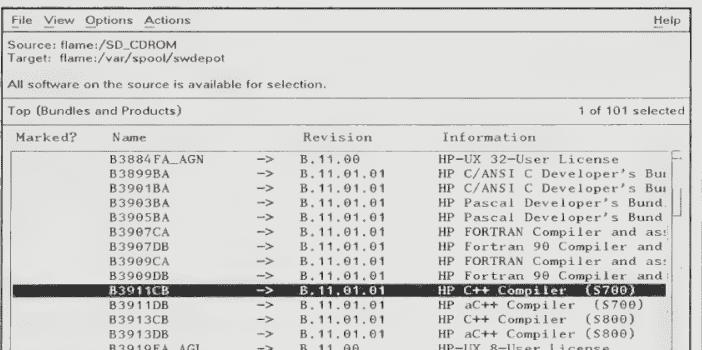 File View Options Actions Help
Source: flame:/SD_CDROM
Target: flame:/var/spool/swdepot
All software on the source is available for selection.
Top (Bundles and Products) 1 of 101 selected
Marked? Name Revision Information
B3884FA_AGN -> B.11.00 HP-UX 32-User License
B3899BA -> B.11.01.01 HP C/ANSI C Developer's Bun
B3901BA -> B.11.01.01 HP C/ANSI C Developer's Bun
B3903BA -> B.11.01.01 HP Pascal Developer's Bund
B3905BA -> B.11.01.01 HP Pascal Developer's Bund
B3907CA -> B.11.01.01 HP FORTRAN Compiler and as
B3907DB -> B.11.01.01 HP Fortran 90 Compiler and
B3909CA -> B.11.01.01 HP FORTRAN Compiler and as
B3909DB -> B.11.01.01 HP Fortran 90 Compiler and
B3911CB -> B.11.01.01 HP C++ Compiler (S700)
B3911DB -> B.11.01.01 HP aC++ Compiler (S700)
B3913CB -> B.11.01.01 HP C++ Compiler (S800)
B3913DB -> B.11.01.01 HP aC++ Compiler (S800)
B3919EA_AGL -> B.11.00 HP-UX 8-User License